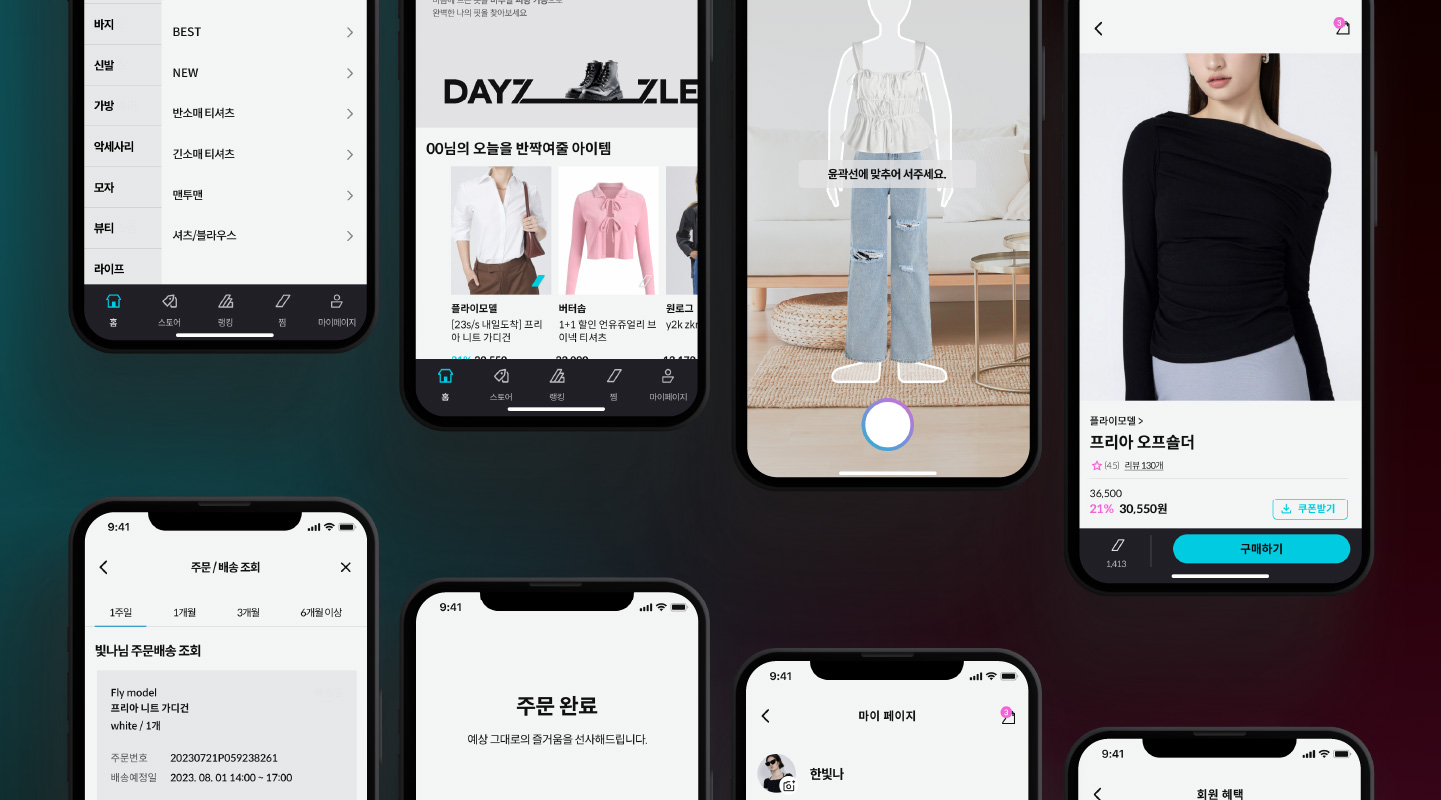 바지
신발
가방
악세사리
모자
뷰티
라이프
BEST
NEW
반소매 티셔츠
긴소매 티셔츠
맨투맨
셔츠/블라우스
홈
스토어
랭킹
찜
마이페이지
완벽한 나의 핏을 찾아보세요
DAYZ ZLE
00님의 오늘을 반짝여줄 아이템
플라이모델
[23s/s 내일도착] 프리
아 니트 가디건
버터숍
1+1 할인 언유쥬얼리 브
이넥 티셔츠
원로그
y2k zkr
홈
스토어
랭킹
찜
마이페이지
윤곽선에 맞추어 서주세요.
3
플라이모델 >
프리아 오프숄더
(4.5) 리뷰 130개
36,500
21% 30,550원
쿠폰받기
1,413
구매하기
9:41
주문 / 배송 조회
1주일
1개월
3개월
6개월 이상
빛나님 주문배송 조회
Fly model
프리아 니트 가디건
white / 1개
주문번호 20230721P059238261
배송예정일 2023. 08. 01 14:00 ~ 17:00
9:41
주문 완료
예상 그대로의 즐거움을 선사해드립니다.
9:41
마이 페이지
3
한빛나
9:41
회원 혜택